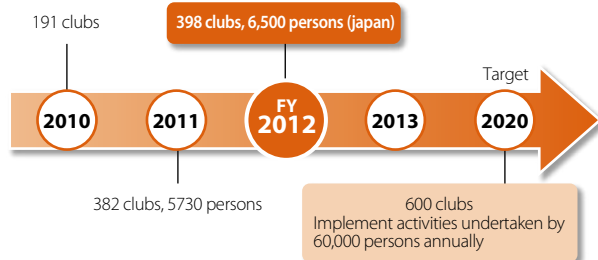 191 clubs
398 clubs, 6,500 persons (japan)
Target
2010
2011
FY
2012
2013
2020
382 clubs, 5730 persons
600 clubs
Implement activities undertaken by
60,000 persons annually